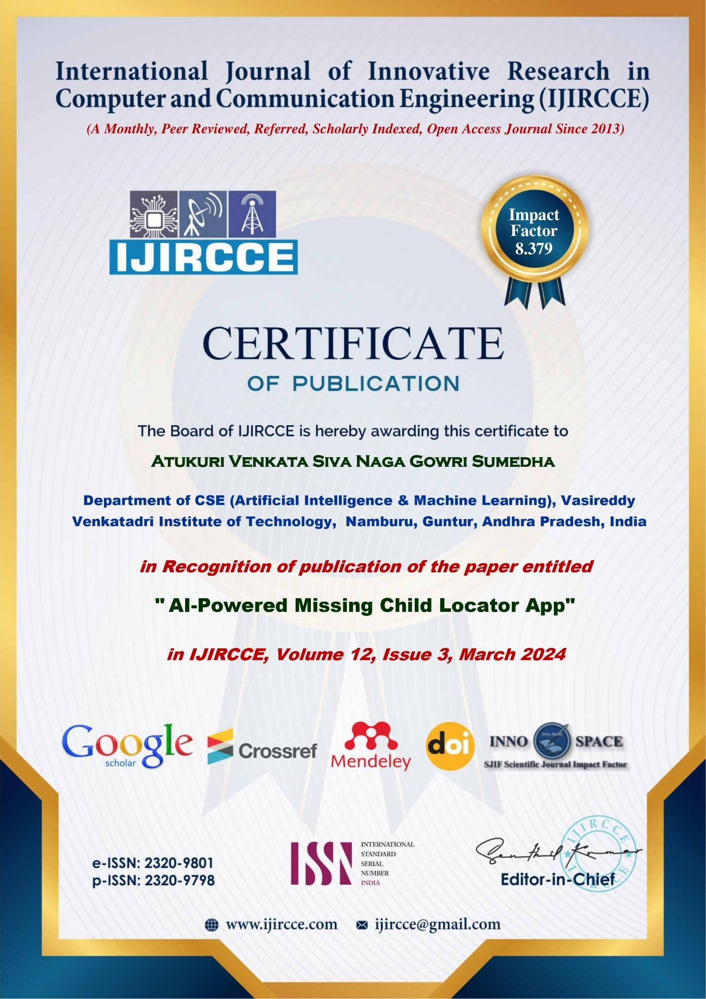 International Journal of Innovative Research in
Computer and Communication Engineering (IJIRCCE)
(A Monthly, Peer Reviewed, Referred, Scholarly Indexed, Open Access Journal Since 2013)
IJIRCCE
Impact
Factor
8.379
CERTIFICATE
OF PUBLICATION
The Board of IJIRCCE is hereby awarding this certificate to
ATUKURI VENKATA SIVA NAGA GOWRI SUMEDHA
Department of CSE (Artificial Intelligence & Machine Learning), Vasireddy
Venkatadri Institute of Technology, Namburu, Guntur, Andhra Pradesh, India
in Recognition of publication of the paper entitled
" AI-Powered Missing Child Locator App"
in IJIRCCE, Volume 12, Issue 3, March 2024
Google
scholar
Crossref
Mendeley
doi
INNO Inno Space SPACE
SJIF Scientific Journal Impact Factor
e-ISSN: 2320-9801
p-ISSN: 2320-9798
ISSN
INTERNATIONAL
STANDARD
SERIAL
NUMBER
INDIA
IJIRCCE
Senthil Kumar
Editor-in-Chief
IJIRCCE
www.ijircce.com ijircce@gmail.com